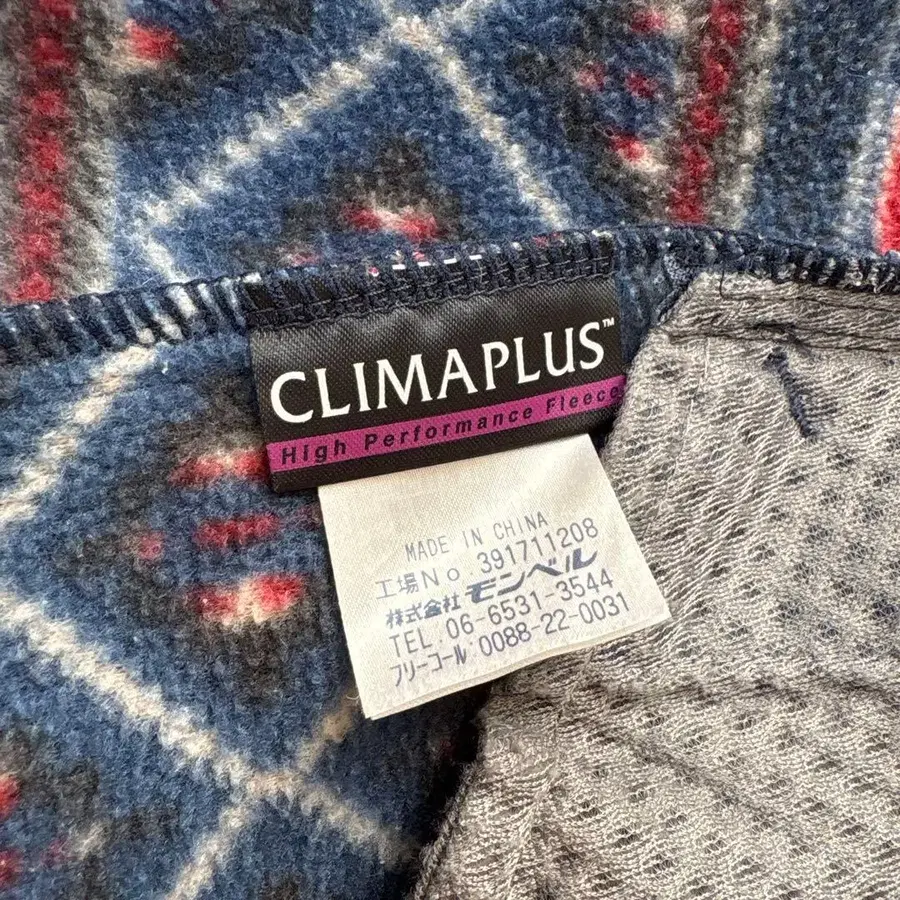 CLIMAPLUS™
High Performance Fleece
MADE IN CHINA
工場No.391711208
株式会社 モンベル
TEL.06-6531-3544
フリーコール 0088-22-0031